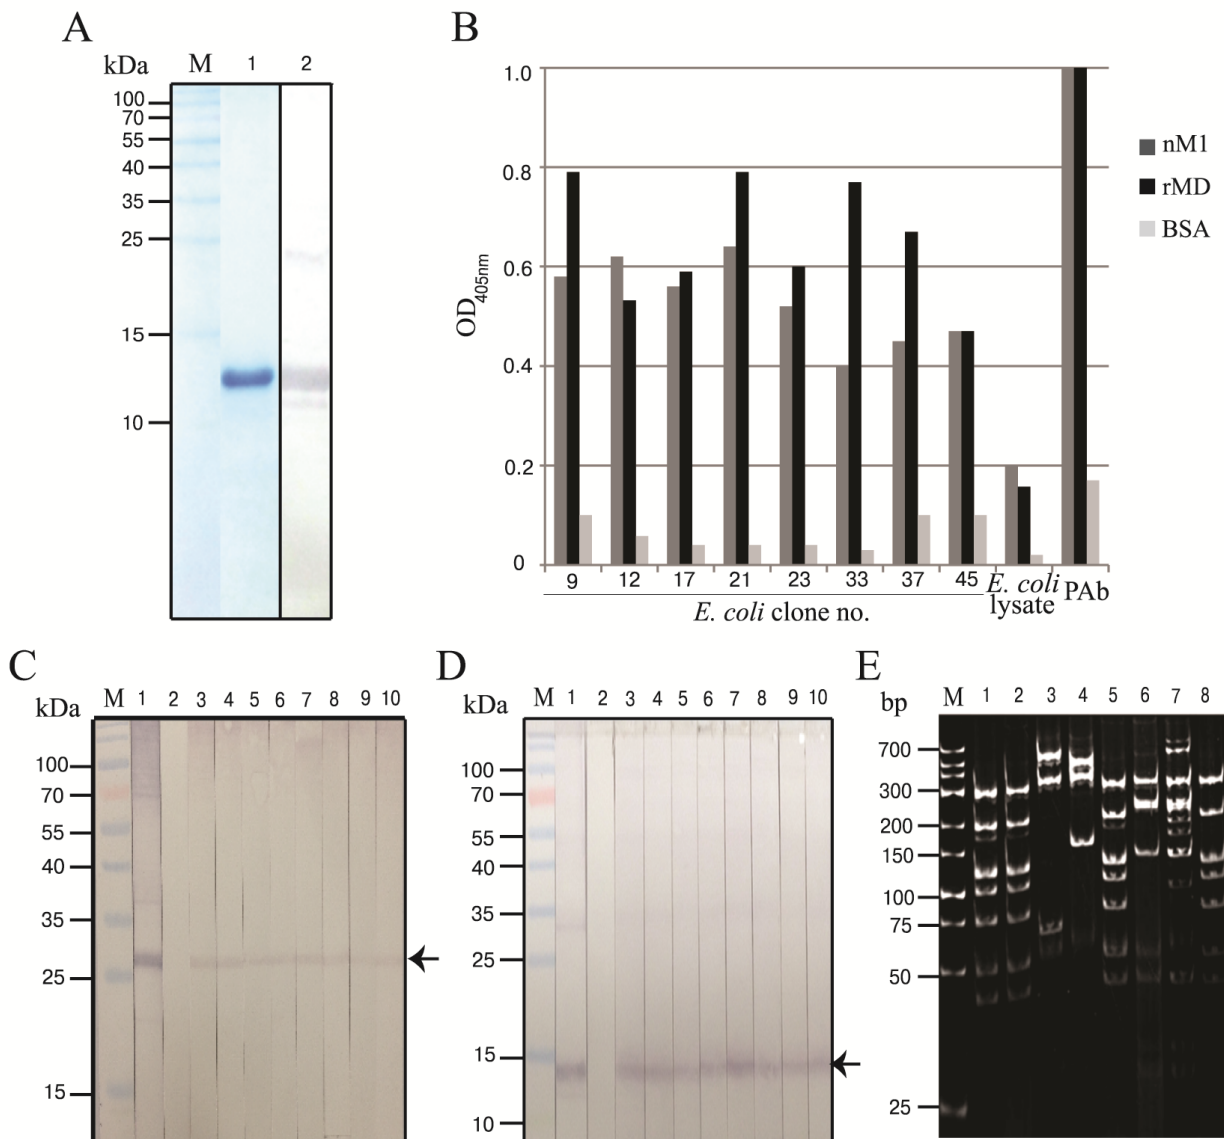 A
kDa M 1 2
100
70
55
40
35
25
15
10
B
1.0
0.8
0.6
0.4
0.2
0
OD405nm
nM1
rMD
BSA
9 12 17 21 23 33 37 45 E. coli lysate PAb
E. coli clone no.
C
kDa M 1 2 3 4 5 6 7 8 9 10
100
70
55
40
35
25
15
D
kDa M 1 2 3 4 5 6 7 8 9 10
100
70
55
40
35
25
15
10
E
bp M 1 2 3 4 5 6 7 8
700
300
200
150
100
75
50
25